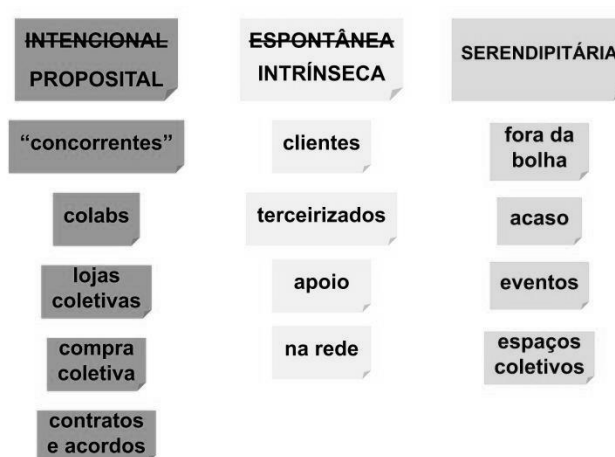 INTENCIONAL
PROPOSITAL
“concorrentes”
colabs
lojas
coletivas
compra
coletiva
contratos
e acordos
ESPONTÂNEA
INTRÍNSECA
clientes
terceirizados
apoio
na rede
SERENDIPITÁRIA
fora da
bolha
acaso
eventos
espaços
coletivos